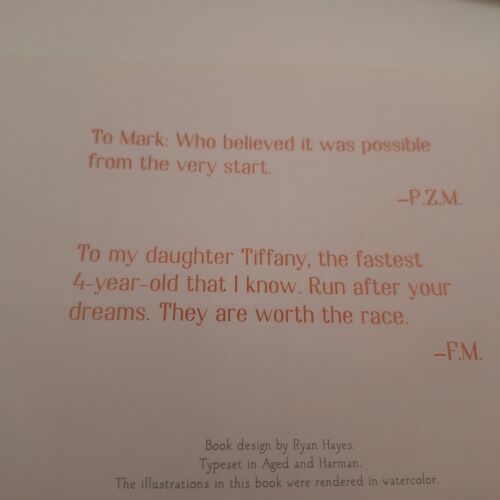 To Mark: Who believed it was possible
from the very start.
–P.Z.M.
To my daughter Tiffany, the fastest
4-year-old that I know. Run after your
dreams. They are worth the race.
–F.M.
Book design by Ryan Hayes.
Typeset in Aged and Harman.
The illustrations in this book were rendered in watercolor.